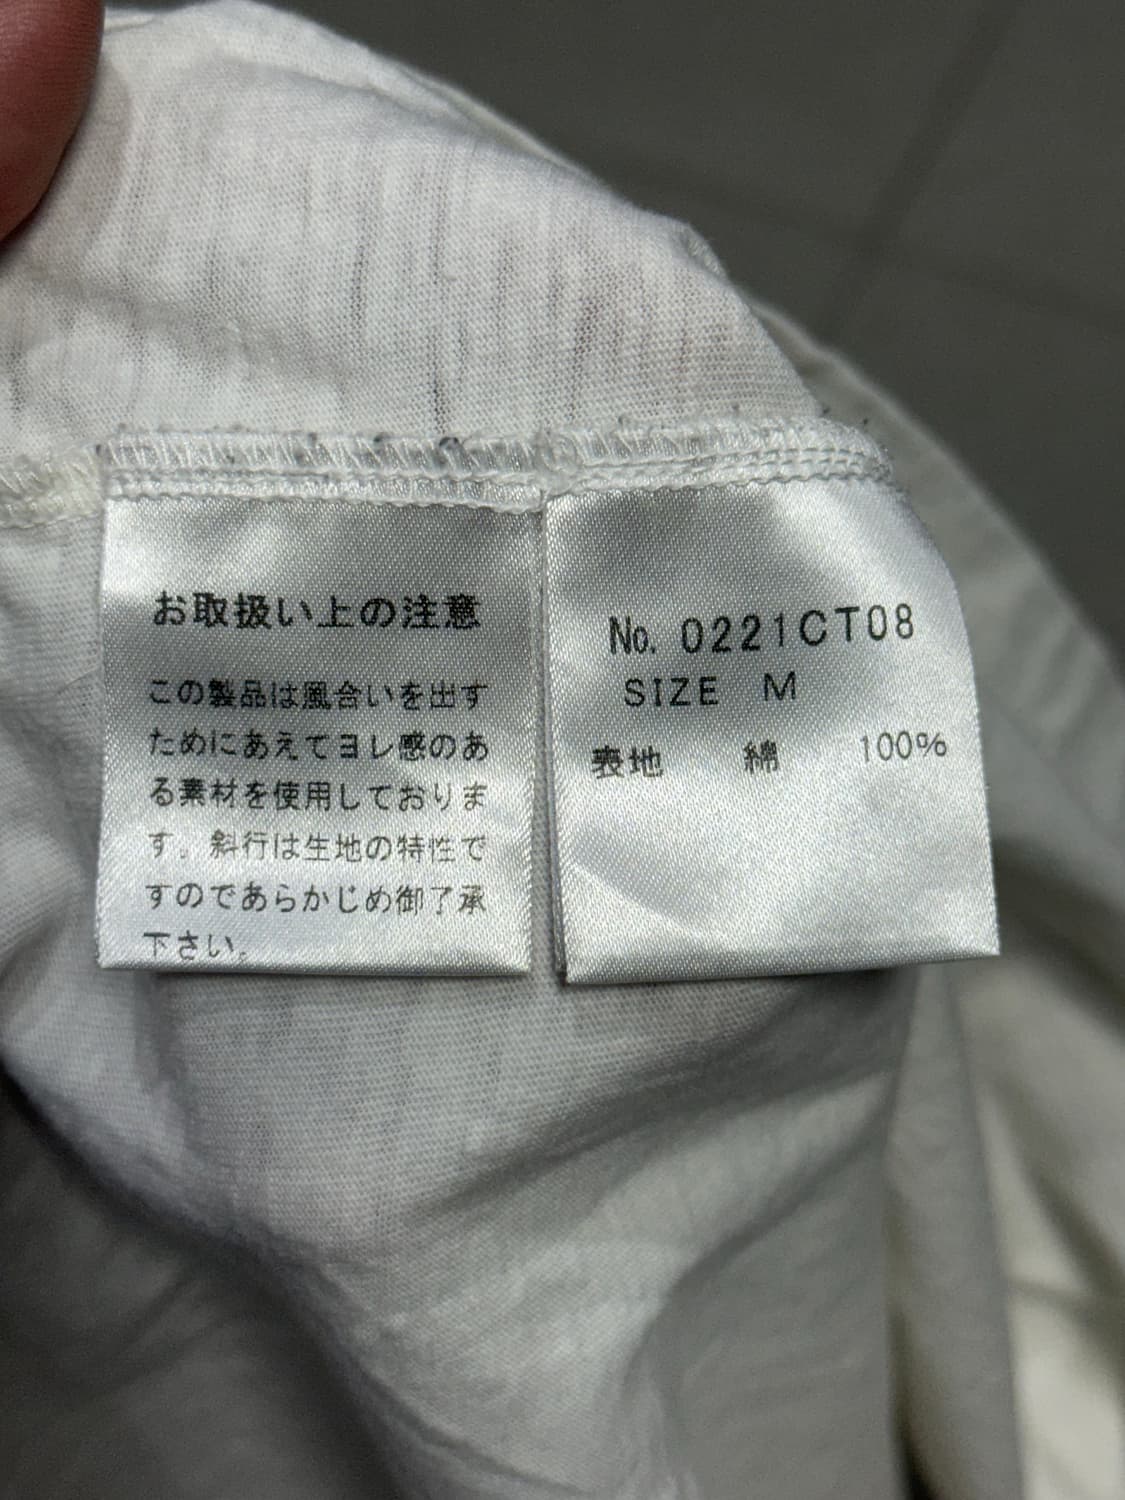 お取扱い上の注意
この製品は風合いを出す
ためにあえてヨレ感のあ
る素材を使用しておりま
す。斜行は生地の特性で
すのであらかじめ御了承
下さい。
No. 0221CT08
SIZE M
表地 綿 100%